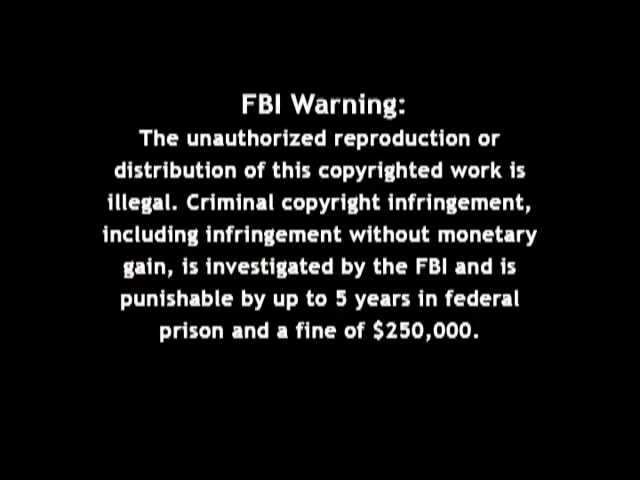 FBI Warning:
The unauthorized reproduction or
distribution of this copyrighted work is
illegal. Criminal copyright infringement,
including infringement without monetary
gain, is investigated by the FBI and is
punishable by up to 5 years in federal
prison and a fine of $250,000.